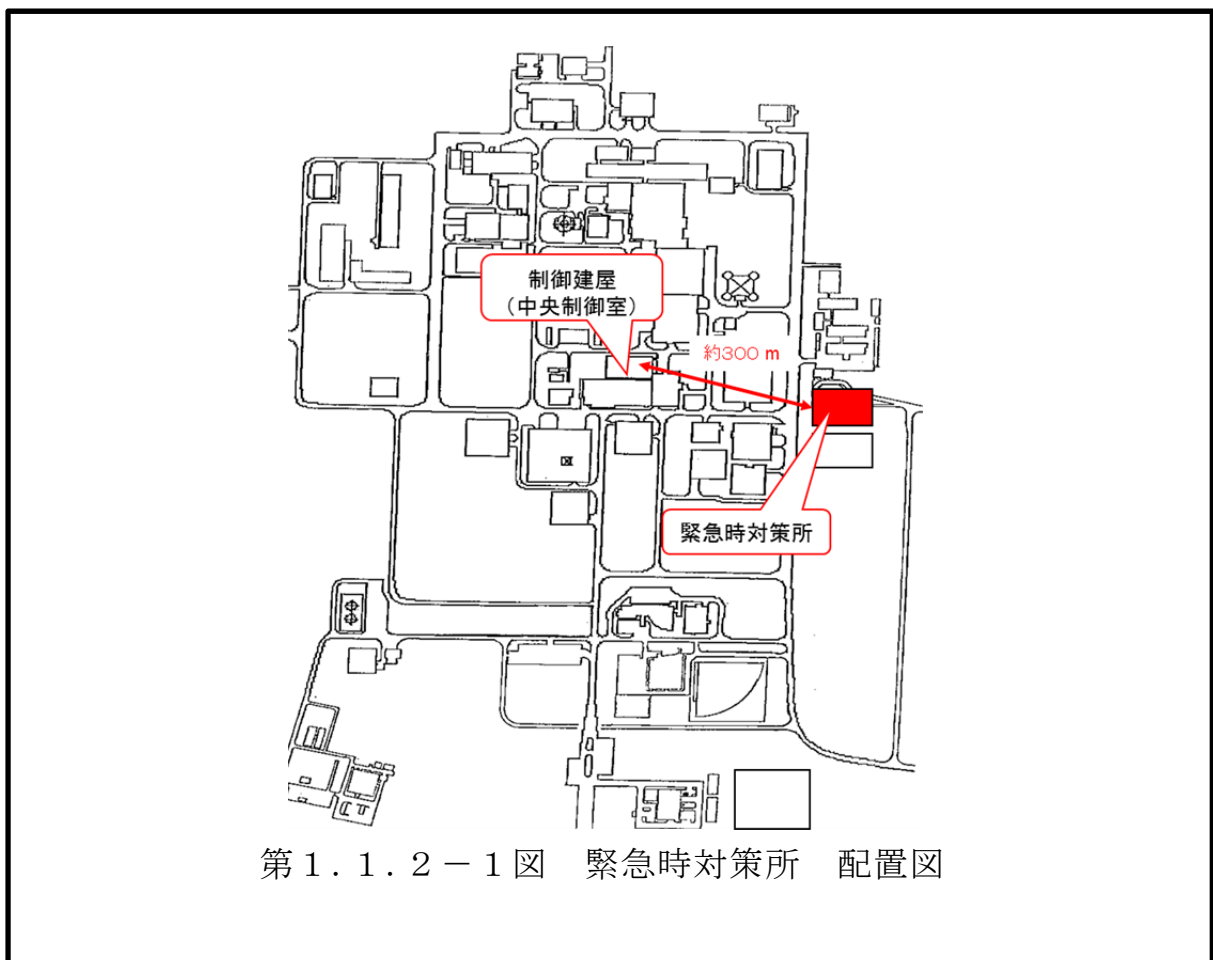 制御建屋
（中央制御室）
約300 m
緊急時対策所
第１.１.２－１図　緊急時対策所　配置図